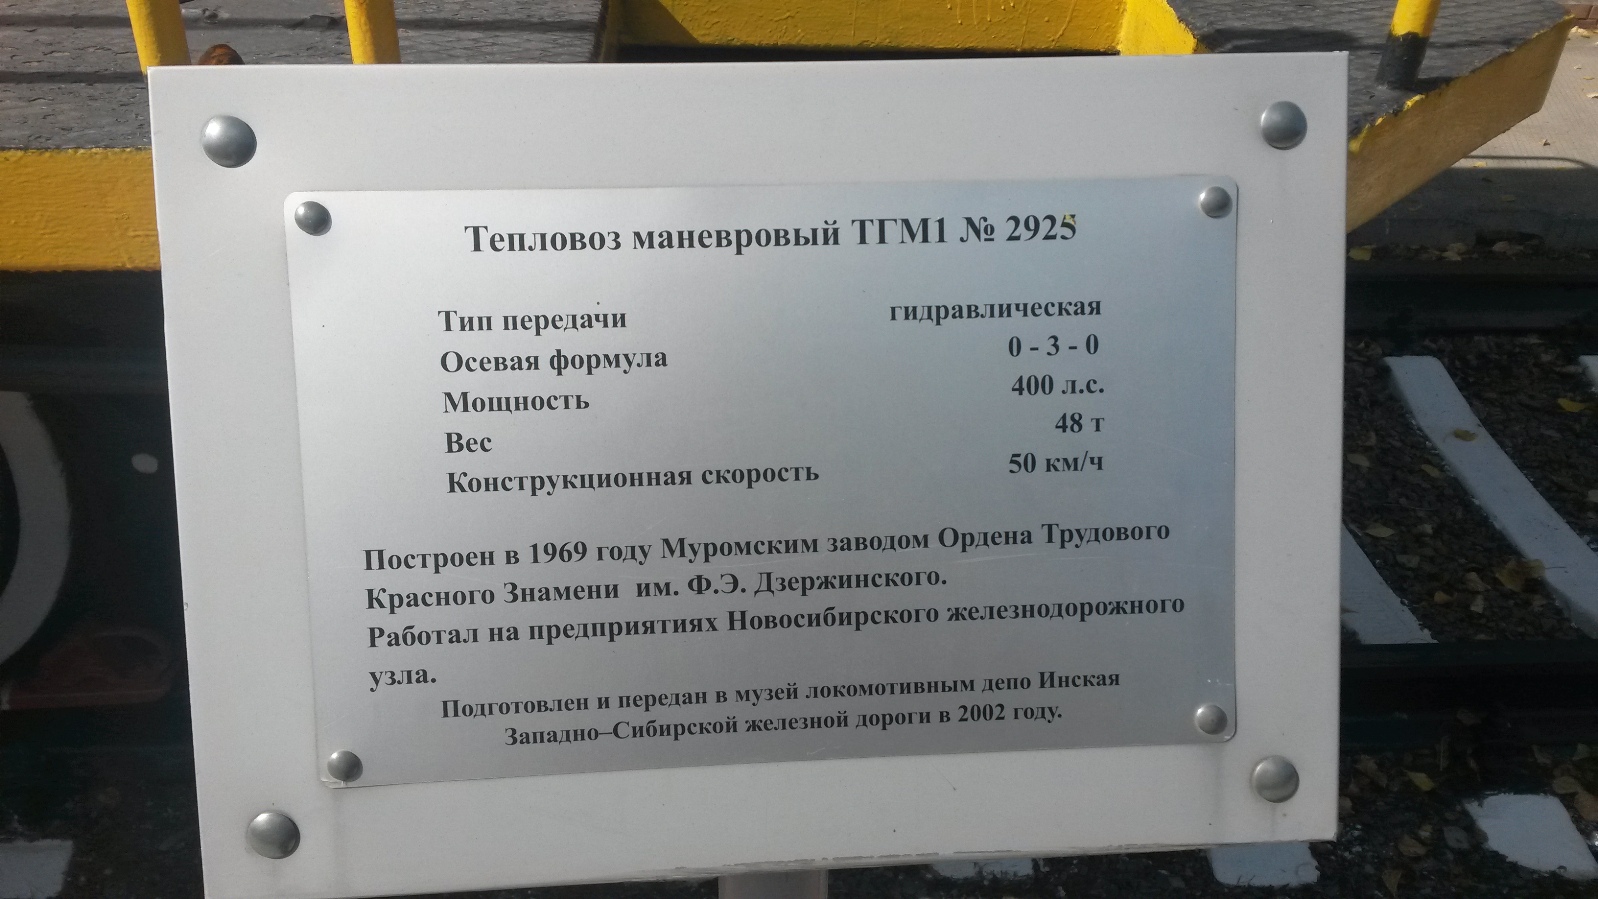 Тепловоз маневровый ТГМ1 № 2925
Тип передачи гидравлическая
Осевая формула 0 - 3 - 0
Мощность 400 л.с.
Вес 48 т
Конструкционная скорость 50 км/ч
Построен в 1969 году Муромским заводом Ордена Трудового
Красного Знамени им. Ф.Э. Дзержинского.
Работал на предприятиях Новосибирского железнодорожного
узла.
Подготовлен и передан в музей локомотивным депо Инская
Западно–Сибирской железной дороги в 2002 году.